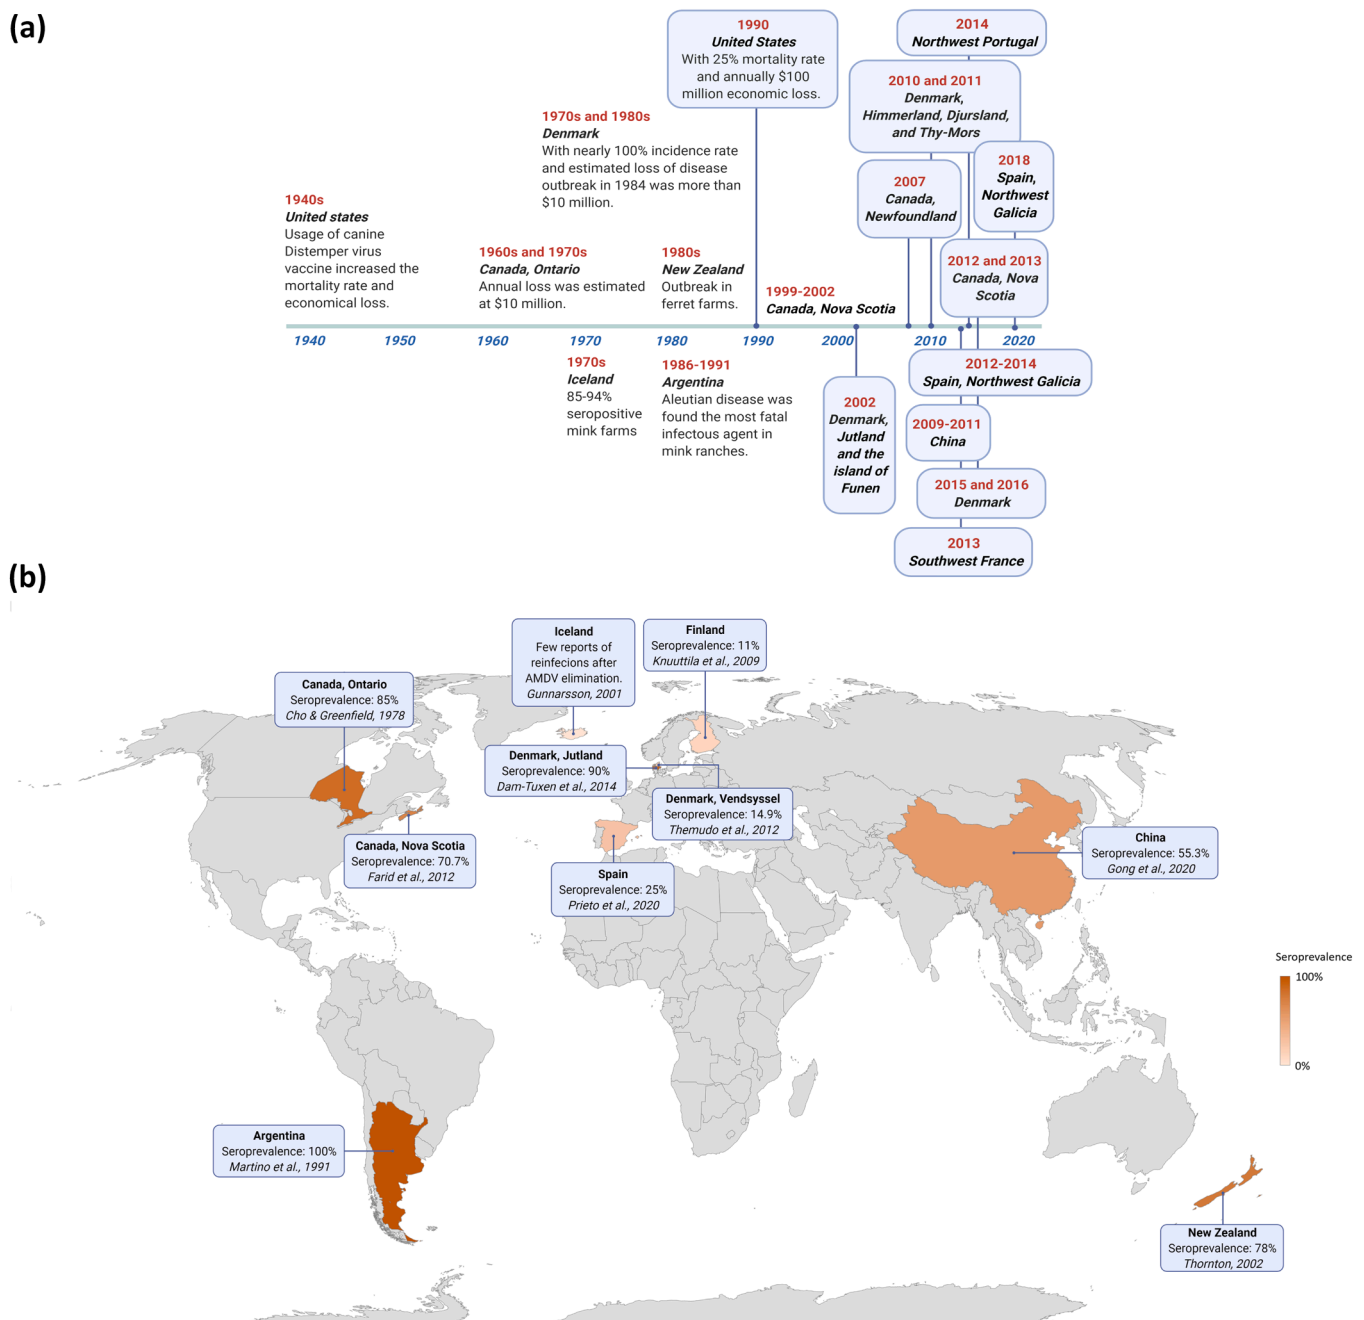 (a)
1990
United States
With 25% mortality rate
and annually $100
million economic loss.
2014
Northwest Portugal
2010 and 2011
Denmark,
Himmerland, Djursland,
and Thy-Mors
1970s and 1980s
Denmark
With nearly 100% incidence rate
and estimated loss of disease
outbreak in 1984 was more than
$10 million.
2018
Spain,
Northwest
Galicia
2007
Canada,
Newfoundland
1940s
United states
Usage of canine
Distemper virus
vaccine increased the
mortality rate and
economical loss.
1960s and 1970s
Canada, Ontario
Annual loss was estimated
at $10 million.
1980s
New Zealand
Outbreak in
ferret farms.
2012 and 2013
Canada, Nova
Scotia
1999-2002
Canada, Nova Scotia
1940 1950 1960 1970 1980 1990 2000 2010 2020
1970s
Iceland
85-94%
seropositive
mink farms
1986-1991
Argentina
Aleutian disease was
found the most fatal
infectous agent in
mink ranches.
2002
Denmark,
Jutland
and the
island of
Funen
2012-2014
Spain, Northwest Galicia
2009-2011
China
2015 and 2016
Denmark
2013
Southwest France
(b)
Iceland
Few reports of
reinfecions after
AMDV elimination.
Gunnarsson, 2001
Finland
Seroprevalence: 11%
Knuuttila et al., 2009
Canada, Ontario
Seroprevalence: 85%
Cho & Greenfield, 1978
Denmark, Jutland
Seroprevalence: 90%
Dam-Tuxen et al., 2014
Denmark, Vendsyssel
Seroprevalence: 14.9%
Themudo et al., 2012
Canada, Nova Scotia
Seroprevalence: 70.7%
Farid et al., 2012
China
Seroprevalence: 55.3%
Gong et al., 2020
Spain
Seroprevalence: 25%
Prieto et al., 2020
Seroprevalence
100%
0%
Argentina
Seroprevalence: 100%
Martino et al., 1991
New Zealand
Seroprevalence: 78%
Thornton, 2002